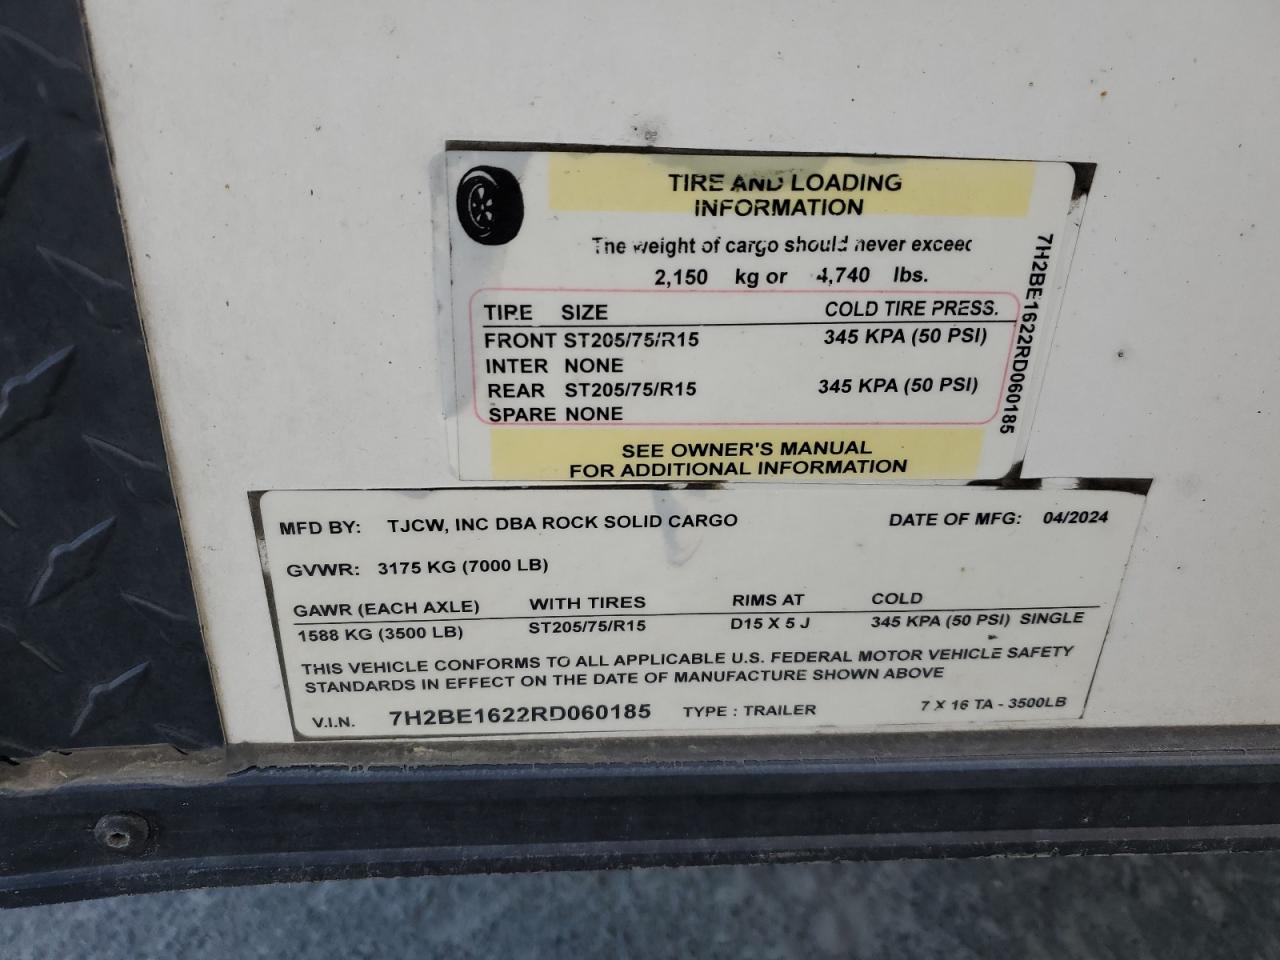 TIRE AND LOADING
INFORMATION
The weight of cargo should never exceed
2,150 kg or 4,740 lbs.
TIRE SIZE COLD TIRE PRESS.
FRONT ST205/75/R15 345 KPA (50 PSI)
INTER NONE
REAR ST205/75/R15 345 KPA (50 PSI)
SPARE NONE
SEE OWNER'S MANUAL
FOR ADDITIONAL INFORMATION
7H2BE1622RD060185
MFD BY: TJCW, INC DBA ROCK SOLID CARGO DATE OF MFG: 04/2024
GVWR: 3175 KG (7000 LB)
GAWR (EACH AXLE) WITH TIRES RIMS AT COLD
1588 KG (3500 LB) ST205/75/R15 D15 X 5 J 345 KPA (50 PSI) SINGLE
THIS VEHICLE CONFORMS TO ALL APPLICABLE U.S. FEDERAL MOTOR VEHICLE SAFETY
STANDARDS IN EFFECT ON THE DATE OF MANUFACTURE SHOWN ABOVE
V.I.N. 7H2BE1622RD060185 TYPE : TRAILER 7 X 16 TA - 3500LB